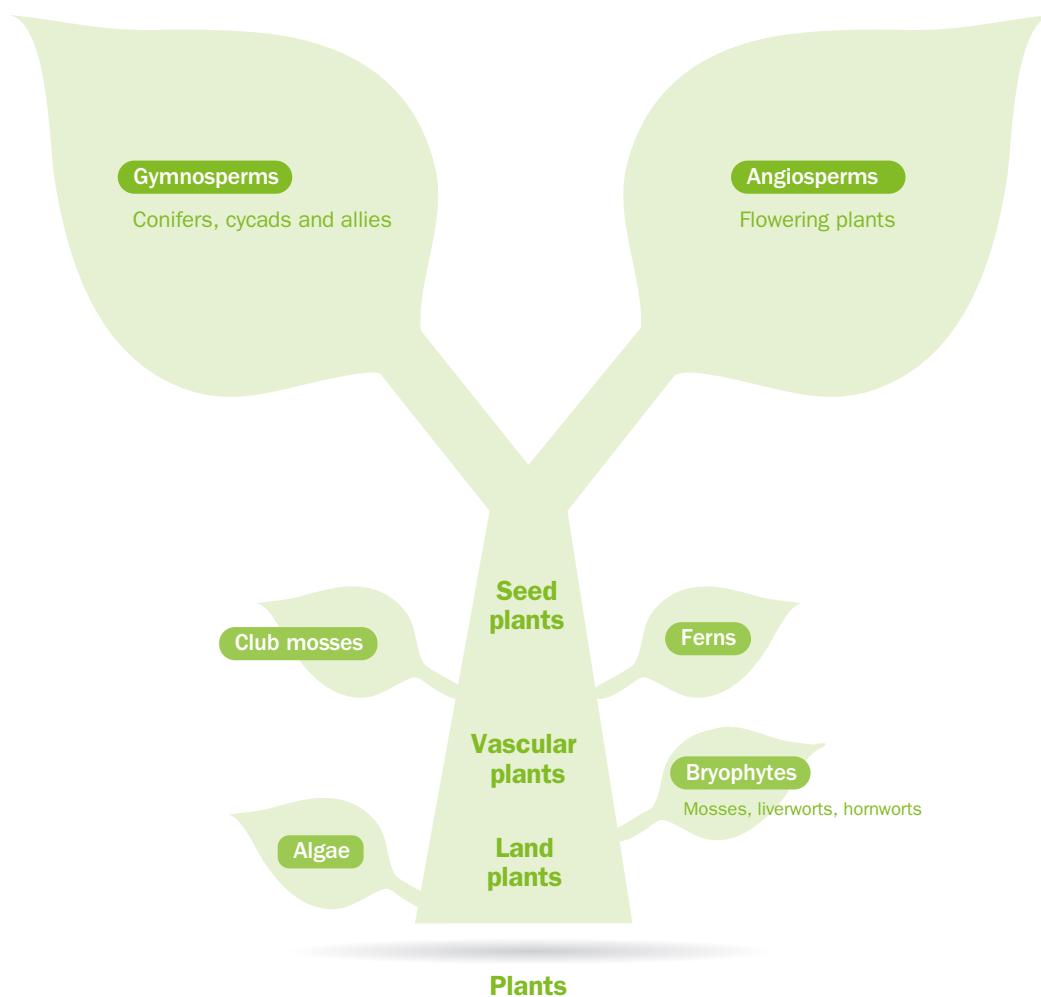 Gymnosperms
Conifers, cycads and allies
Angiosperms
Flowering plants
Seed
plants
Club mosses
Ferns
Vascular
plants
Bryophytes
Mosses, liverworts, hornworts
Algae
Land
plants
Plants